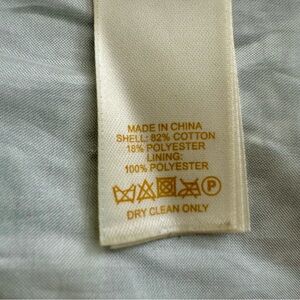 MADE IN CHINA
SHELL: 82% COTTON
18% POLYESTER
LINING:
100% POLYESTER
P
DRY CLEAN ONLY